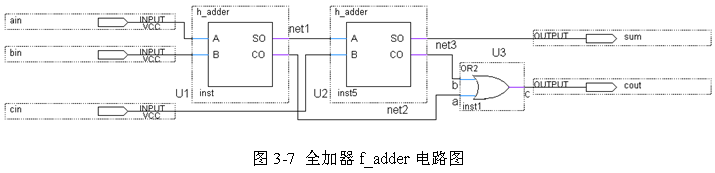 h_adder
h_adder
ain
INPUT
VCC
A
SO
net1
A
SO
OUTPUT
sum
bin
INPUT
VCC
B
CO
B
CO
net3
U3
OR2
cin
INPUT
VCC
U1
inst
U2
inst5
net2
b
a
inst1
c
OUTPUT
cout
图 3-7 全加器 f_adder 电路图